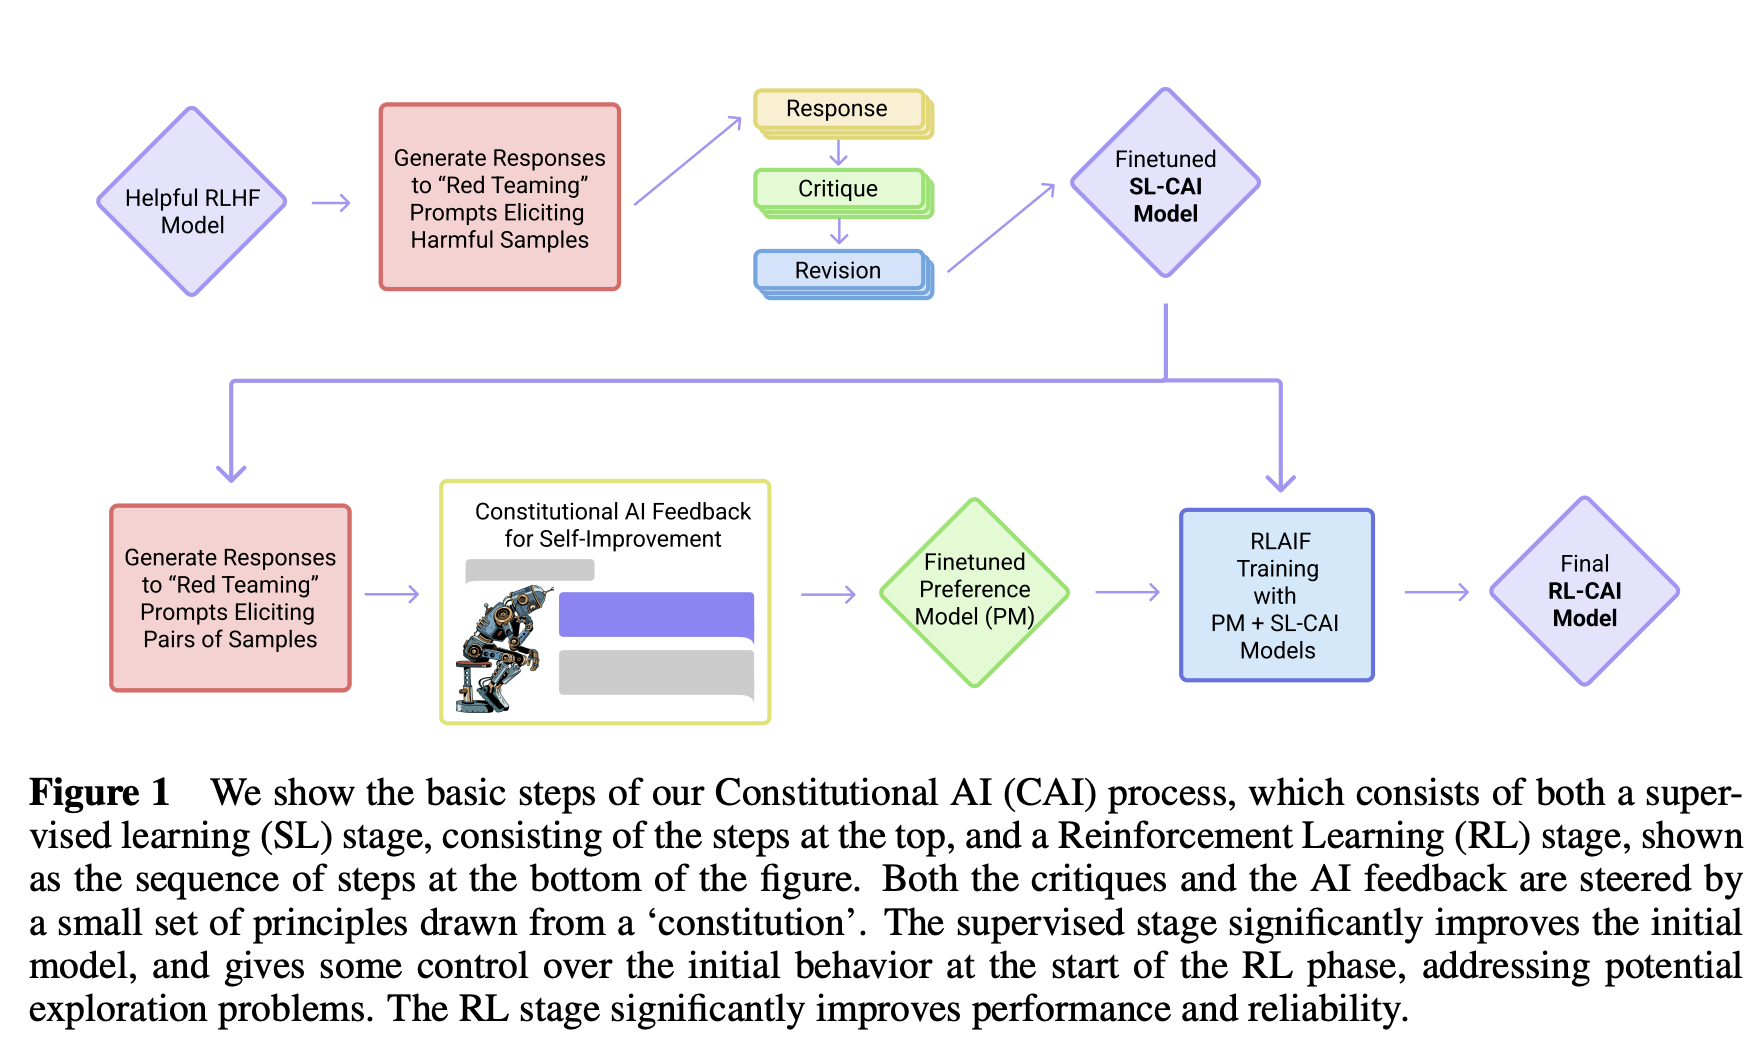 Helpful RLHF
Model
Generate Responses
to “Red Teaming”
Prompts Eliciting
Harmful Samples
Response
Critique
Revision
Finetuned
SL-CAI
Model
Generate Responses
to “Red Teaming”
Prompts Eliciting
Pairs of Samples
Constitutional AI Feedback
for Self-Improvement
Finetuned
Preference
Model (PM)
RLAIF
Training
with
PM + SL-CAI
Models
Final
RL-CAI
Model
Figure 1 We show the basic steps of our Constitutional AI (CAI) process, which consists of both a super-
vised learning (SL) stage, consisting of the steps at the top, and a Reinforcement Learning (RL) stage, shown
as the sequence of steps at the bottom of the figure. Both the critiques and the AI feedback are steered by
a small set of principles drawn from a ‘constitution’. The supervised stage significantly improves the initial
model, and gives some control over the initial behavior at the start of the RL phase, addressing potential
exploration problems. The RL stage significantly improves performance and reliability.